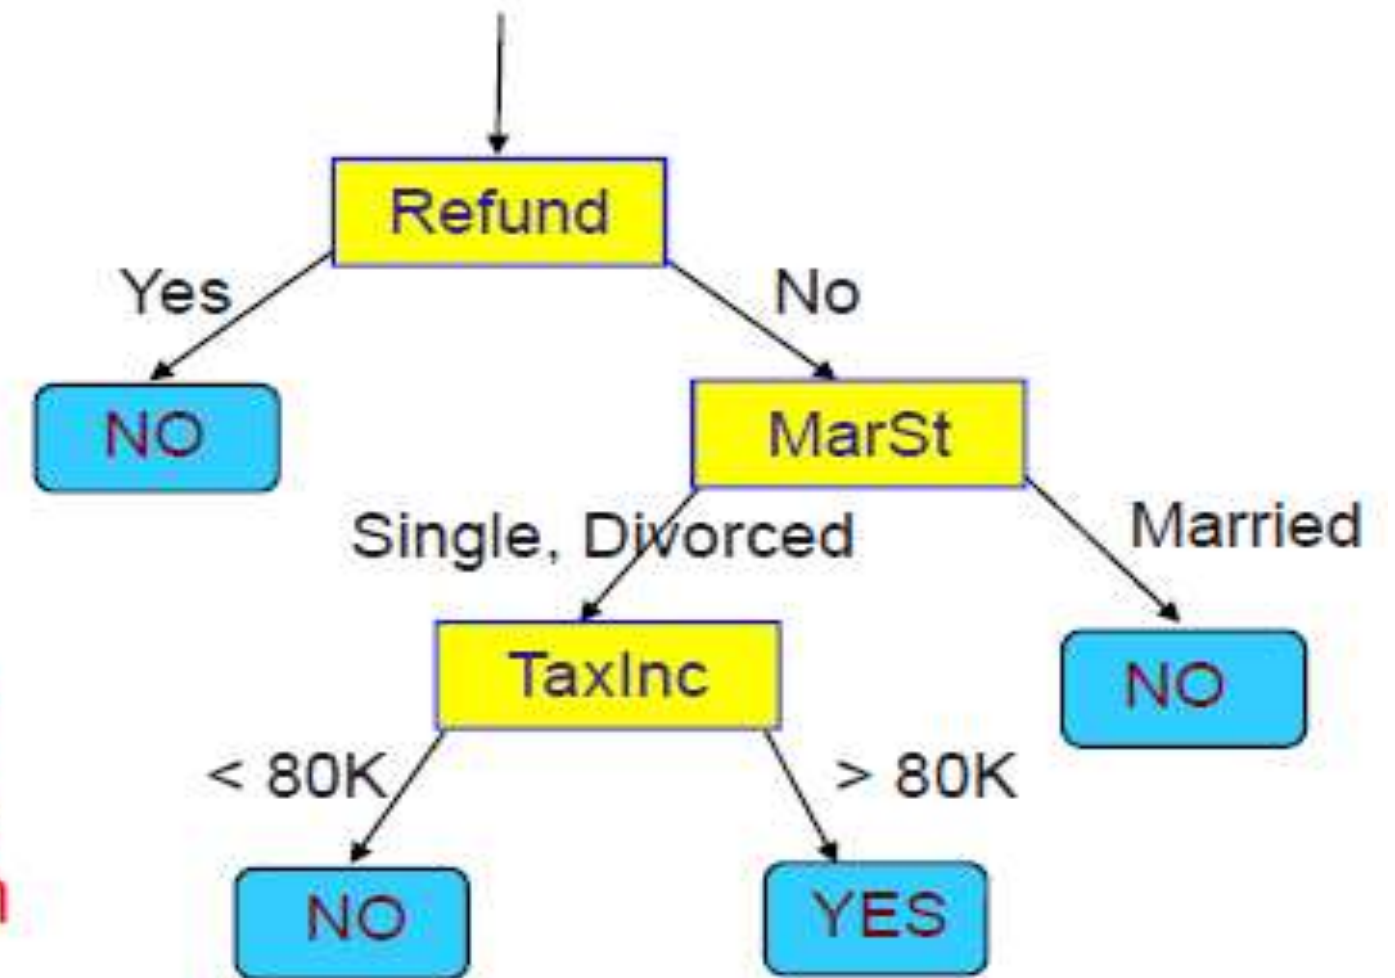 Refund
Yes
No
NO
MarSt
Single, Divorced
Married
TaxInc
NO
< 80K
> 80K
NO
YES